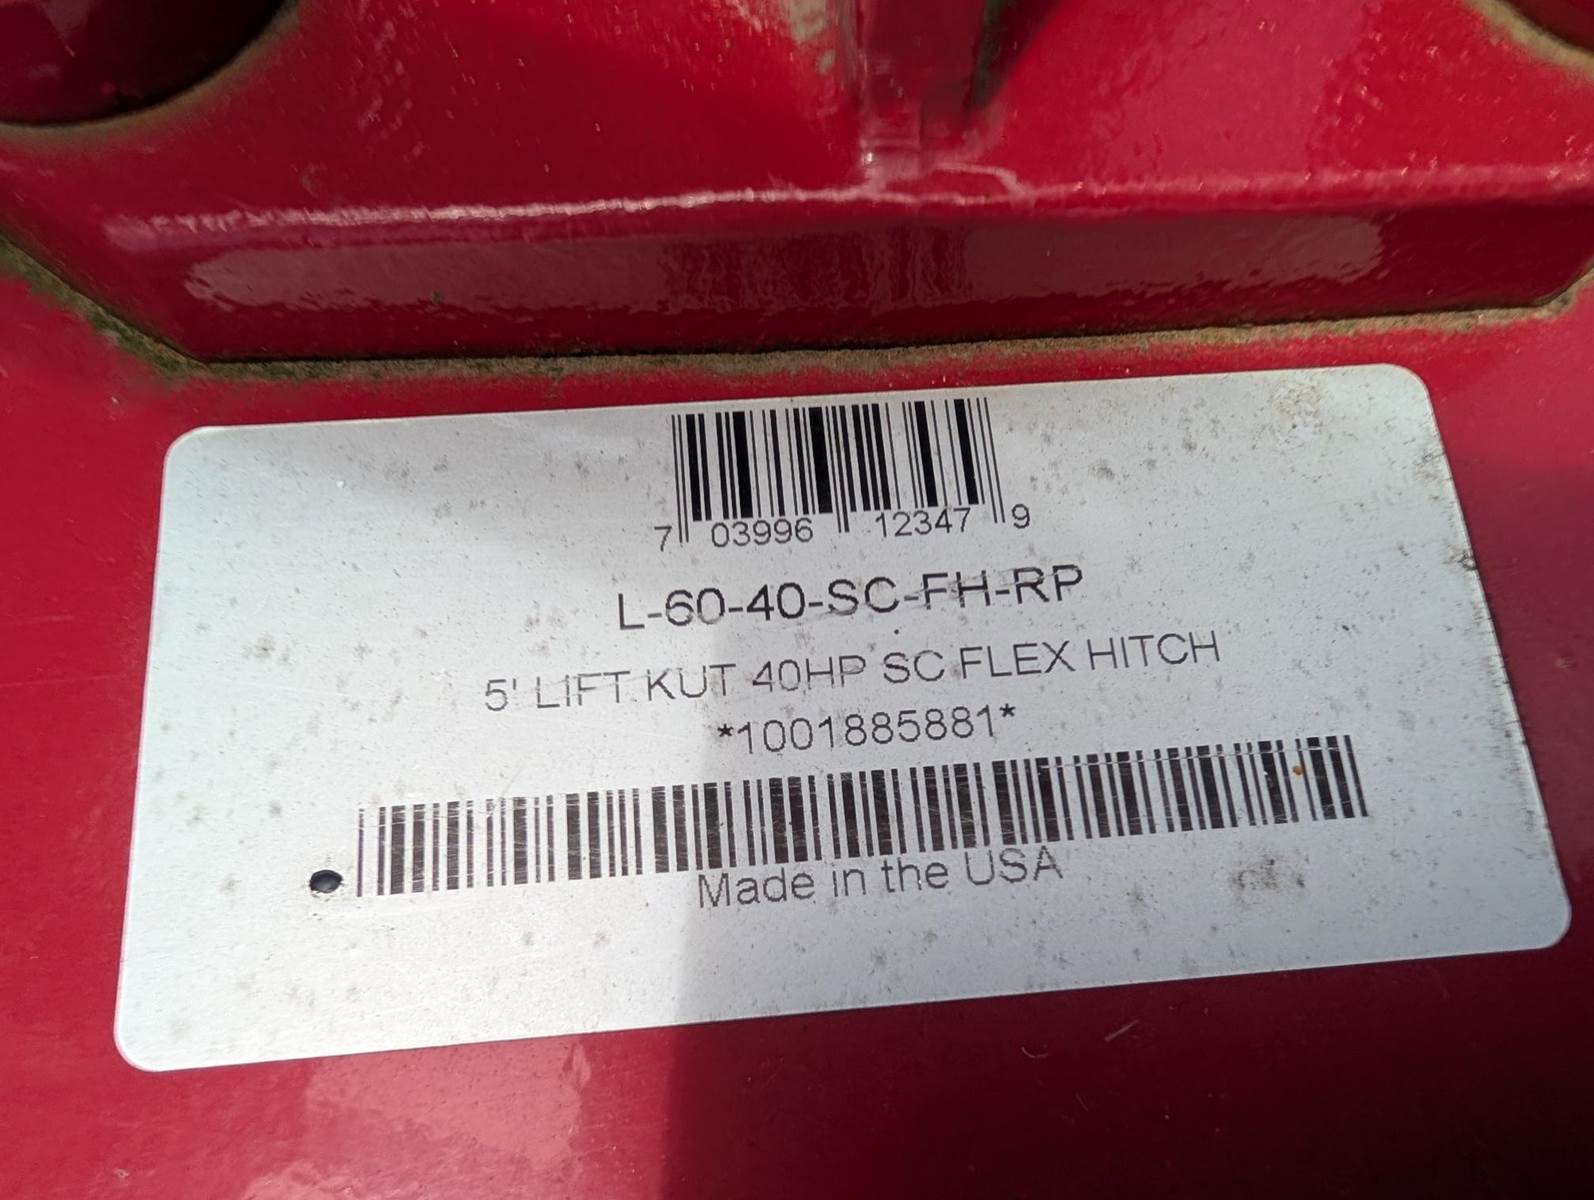 7 03996 12347 9
L-60-40-SC-FH-RP
5' LIFT KUT 40HP SC FLEX HITCH
*1001885881*
Made in the USA